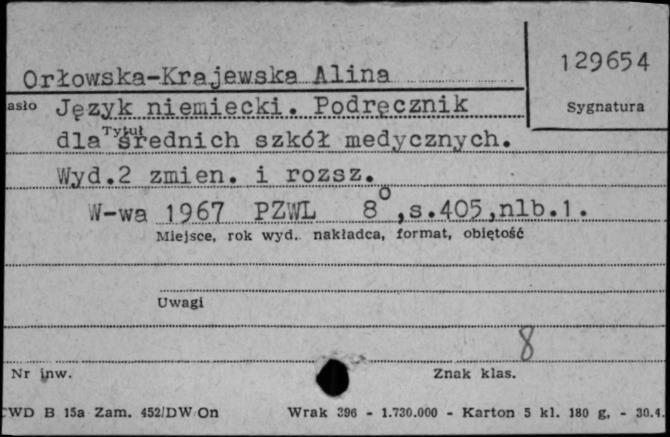 129654
Orłowska-Krajewska Alina
asło Język niemiecki. Podręcznik
Sygnatura
Tytuł
dla średnich szkół medycznych.
Wyd.2 zmien. i rozsz.
W-wa 1967 PZWL 8°,s.405,nlb.1.
Miejsce, rok wyd. nakładca, format, obiętość
Uwagi
8
Nr inw.
Znak klas.
CWD B 15a Zam. 452/DW/On Wrak 396 - 1.730.000 - Karton 5 kl. 180 g, - 30.4.